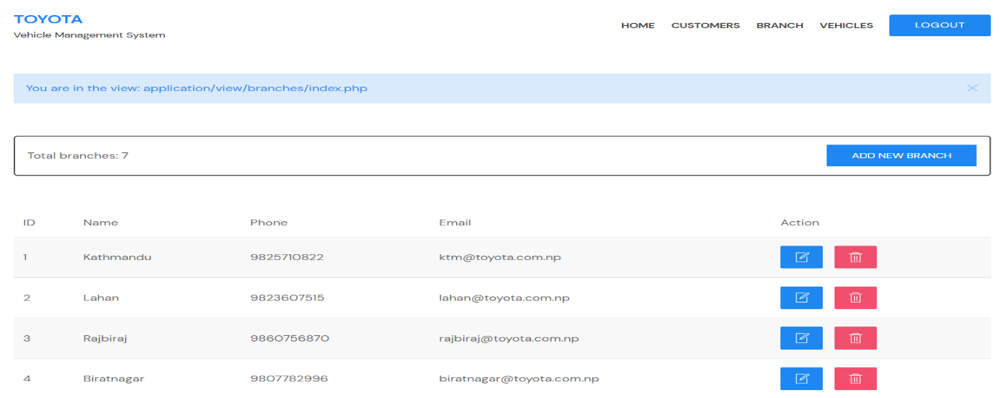 TOYOTA
Vehicle Management System
HOME CUSTOMERS BRANCH VEHICLES LOGOUT
You are in the view: application/view/branches/index.php
Total branches: 7 ADD NEW BRANCH
ID Name Phone Email Action
1 Kathmandu 9825710822 ktm@toyota.com.np
2 Lahan 9823607515 lahan@toyota.com.np
3 Rajbiraj 9860756870 rajbiraj@toyota.com.np
4 Biratnagar 9807782996 biratnagar@toyota.com.np